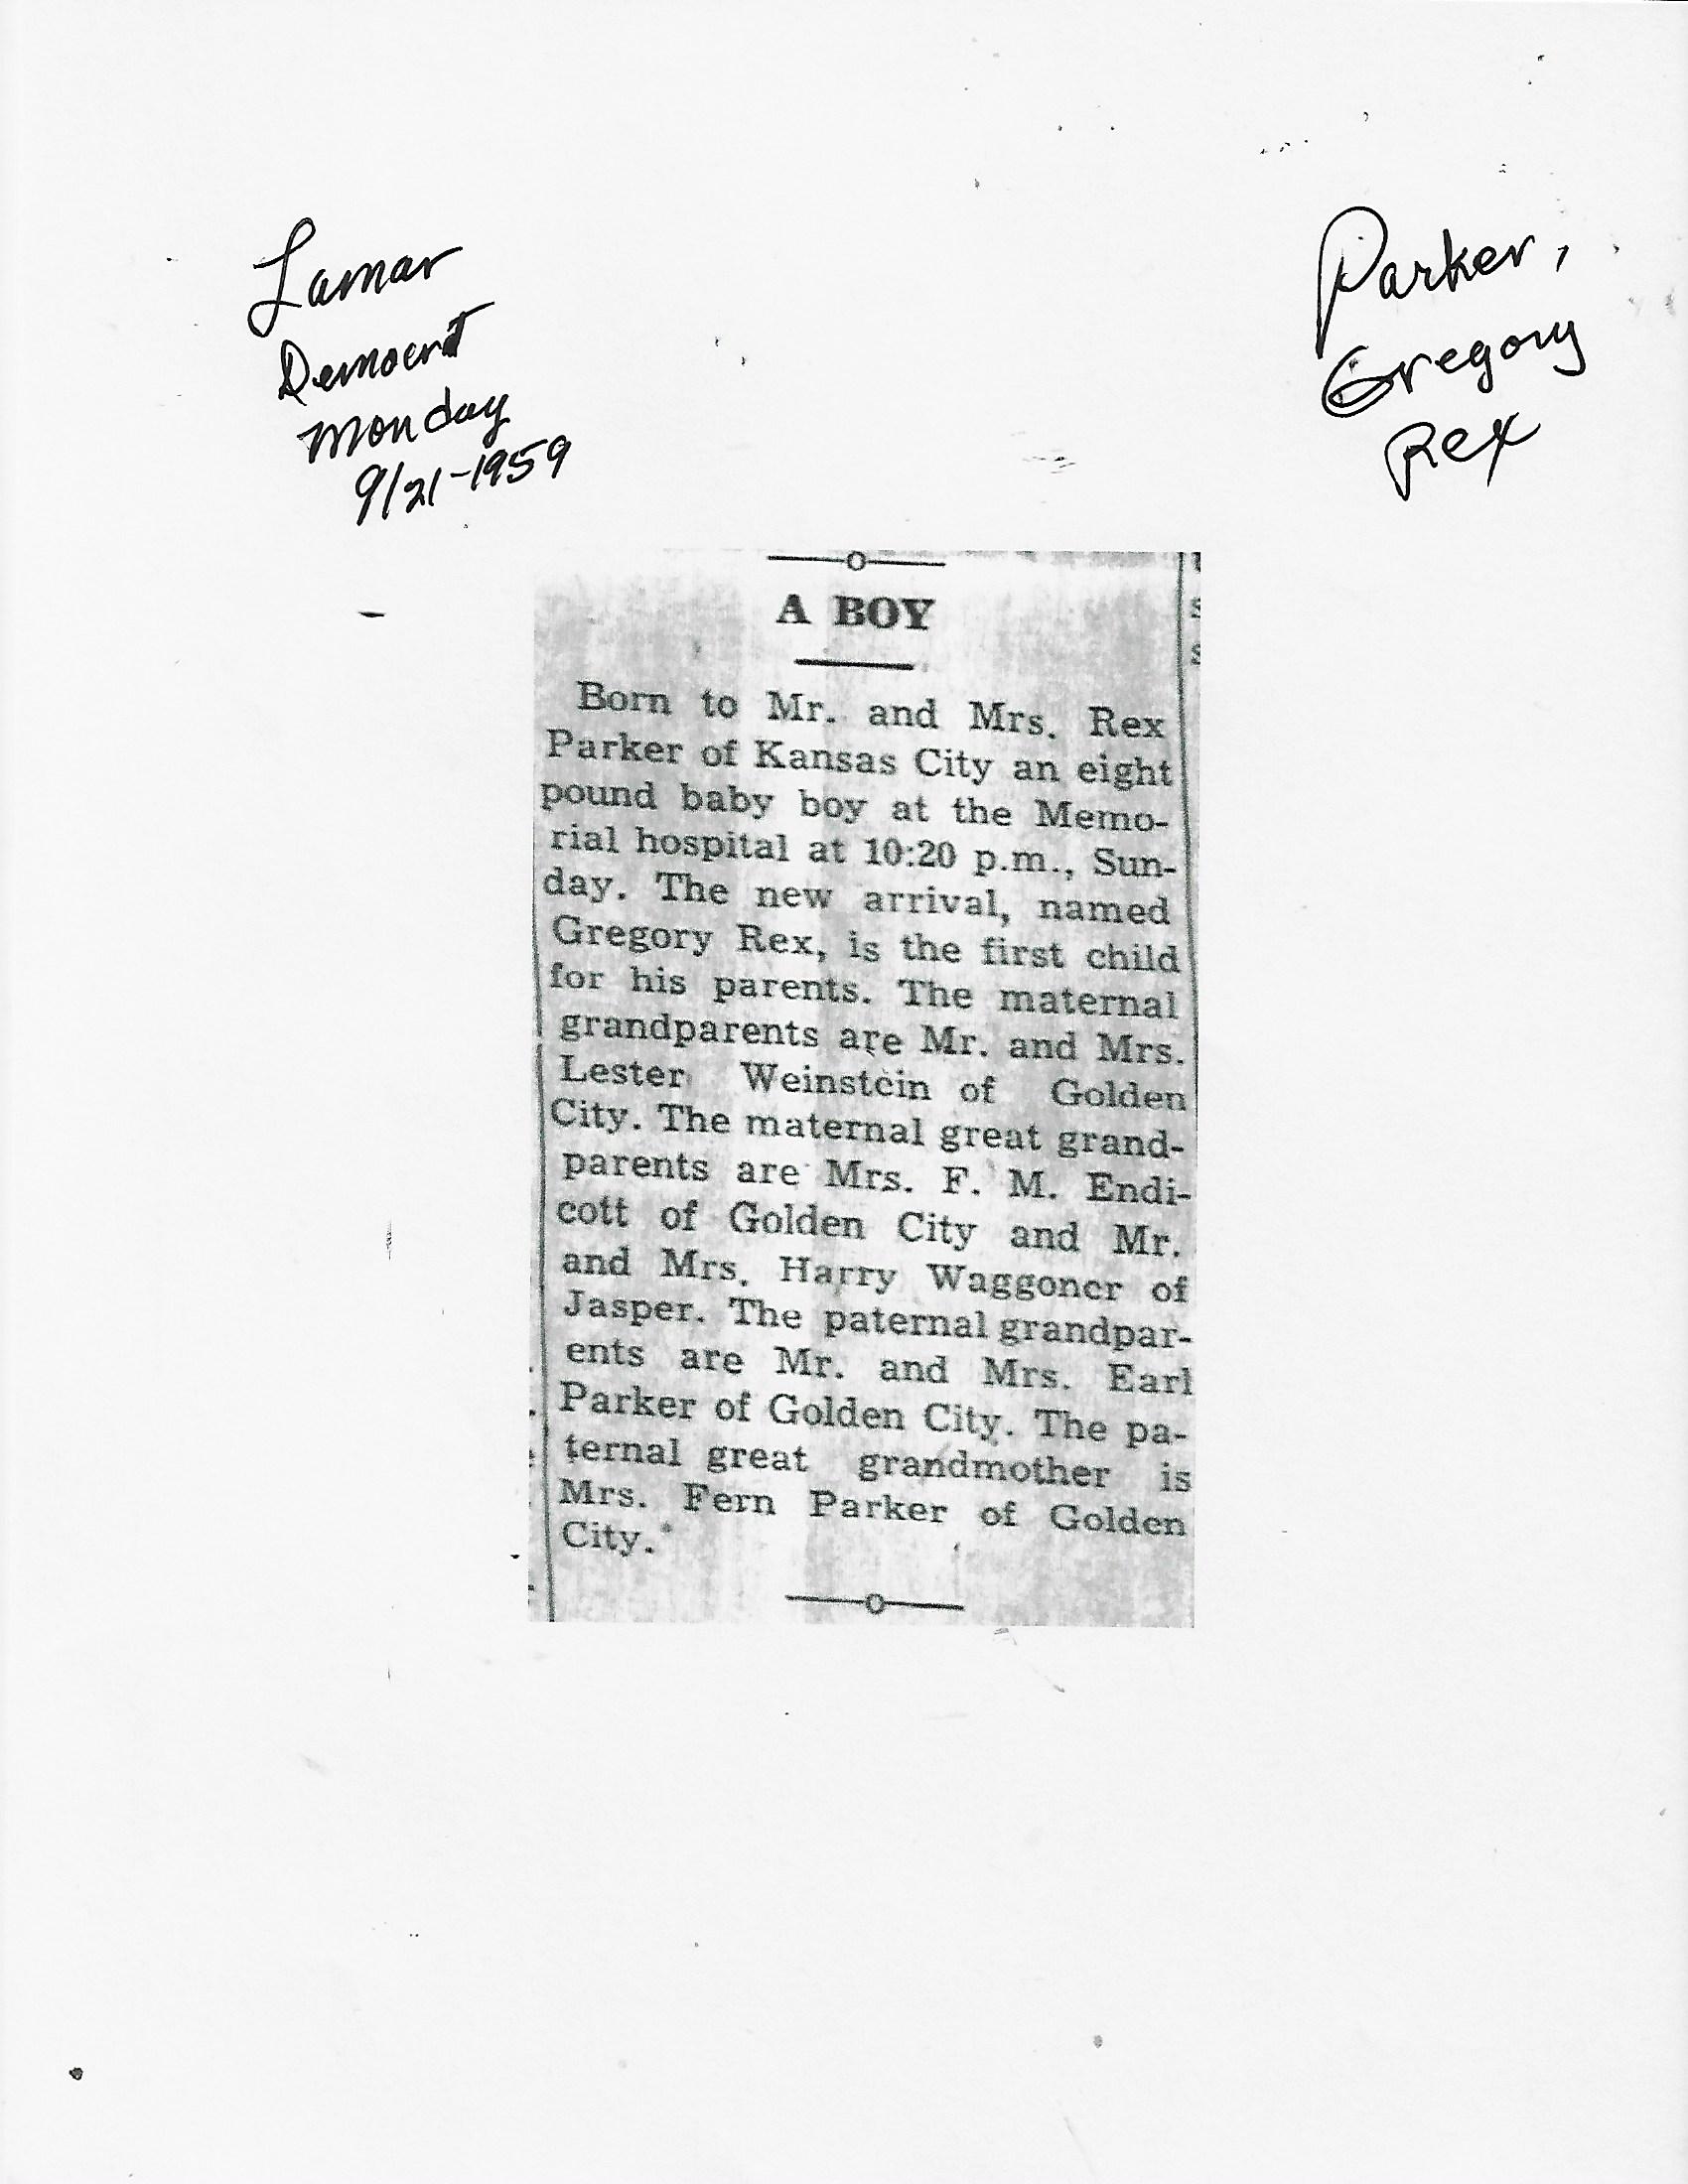 Lamar
Democrat
Monday
9/21-1959
Parker,
Gregory
Rex
A BOY
Born to Mr. and Mrs. Rex
Parker of Kansas City an eight
pound baby boy at the Memo-
rial hospital at 10:20 p.m., Sun-
day. The new arrival, named
Gregory Rex, is the first child
for his parents. The maternal
grandparents are Mr. and Mrs.
Lester Weinstein of Golden
City. The maternal great grand-
parents are Mrs. F. M. Endi-
cott of Golden City and Mr.
and Mrs. Harry Waggoner of
Jasper. The paternal grandpar-
ents are Mr. and Mrs. Earl
Parker of Golden City. The pa-
ternal great grandmother is
Mrs. Fern Parker of Golden
City.